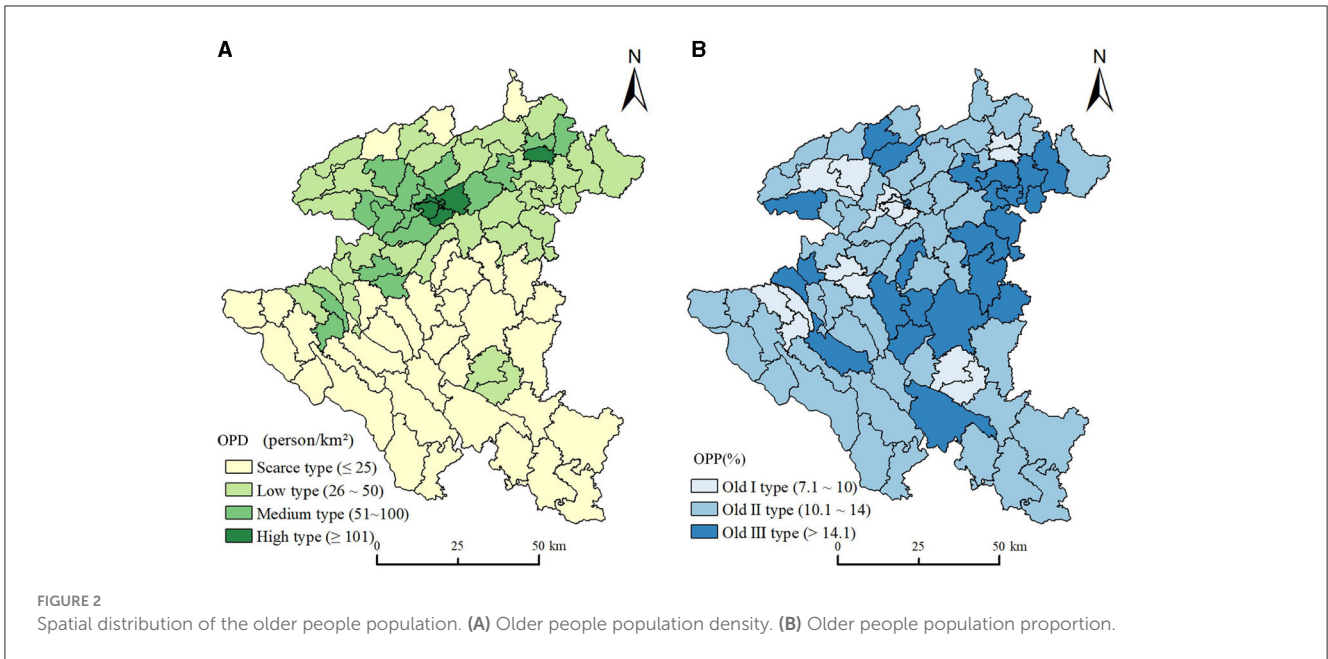 A
N
OPD (person/km²)
Scarce type (≤ 25)
Low type (26 ~ 50)
Medium type (51~100)
High type (≥ 101)
0 25 50 km
B
N
OPP(%)
Old I type (7.1 ~ 10)
Old II type (10.1 ~ 14)
Old III type (> 14.1)
0 25 50 km
FIGURE 2
Spatial distribution of the older people population. (A) Older people population density. (B) Older people population proportion.